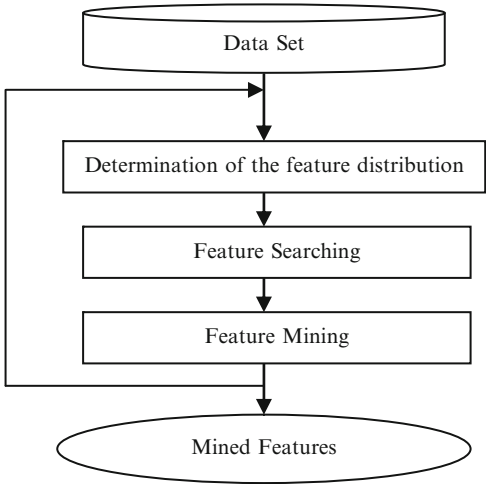 Data Set
Determination of the feature distribution
Feature Searching
Feature Mining
Mined Features